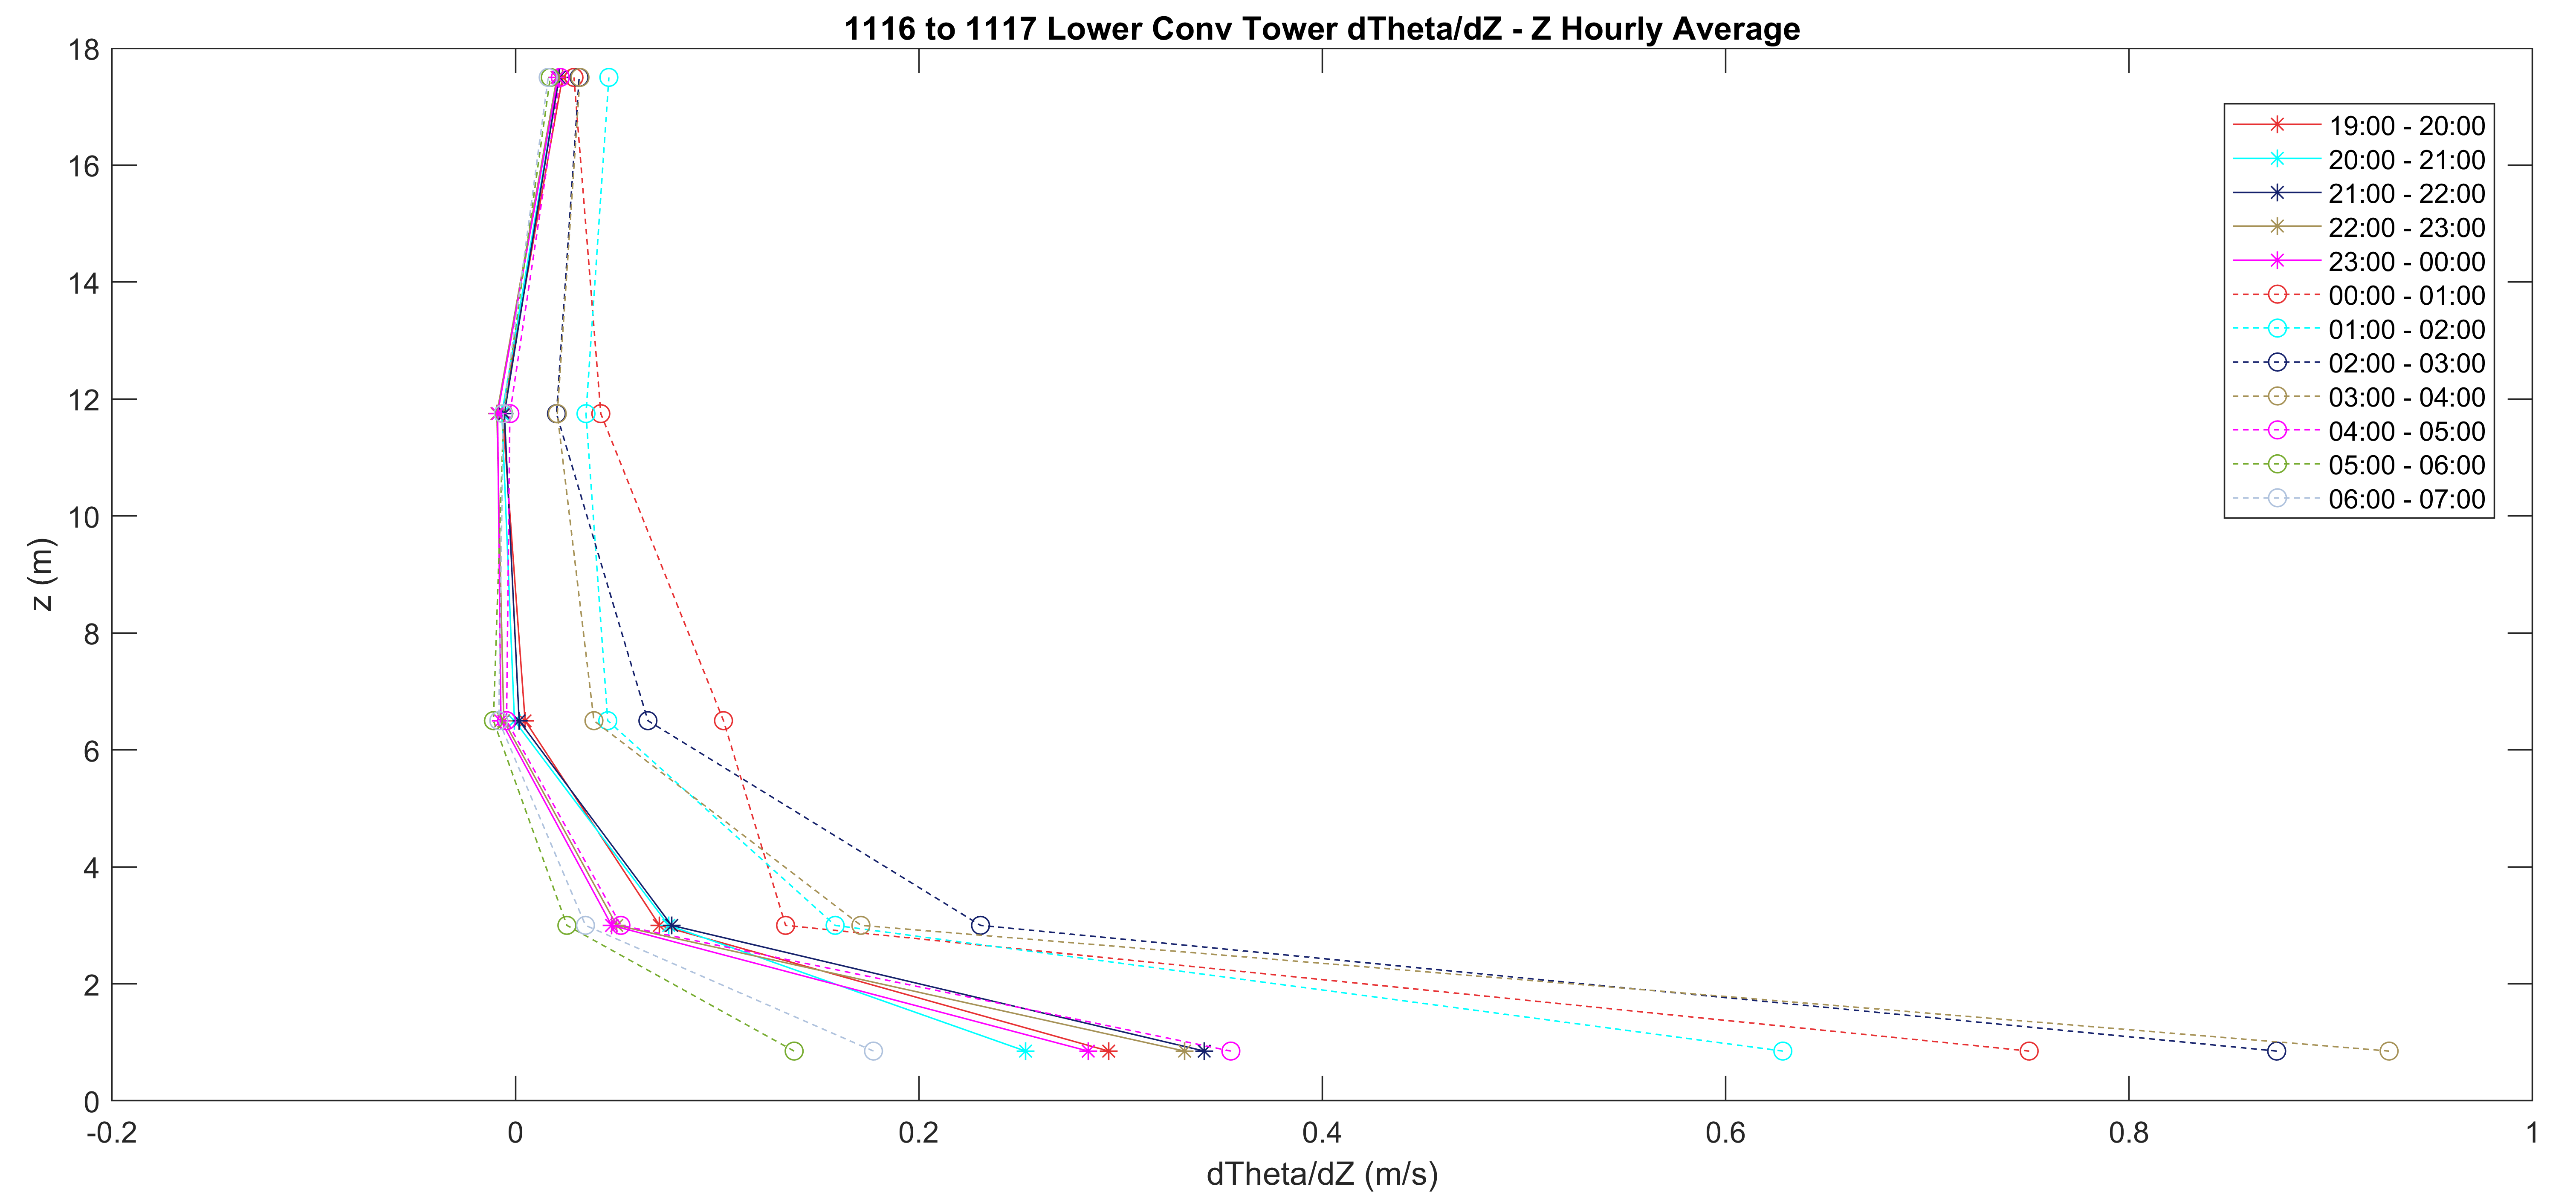 1116 to 1117 Lower Conv Tower dTheta/dZ - Z Hourly Average
18
16
14
12
10
8
6
4
2
0
z (m)
19:00 - 20:00
20:00 - 21:00
21:00 - 22:00
22:00 - 23:00
23:00 - 00:00
00:00 - 01:00
01:00 - 02:00
02:00 - 03:00
03:00 - 04:00
04:00 - 05:00
05:00 - 06:00
06:00 - 07:00
-0.2 0 0.2 0.4 0.6 0.8 1
dTheta/dZ (m/s)